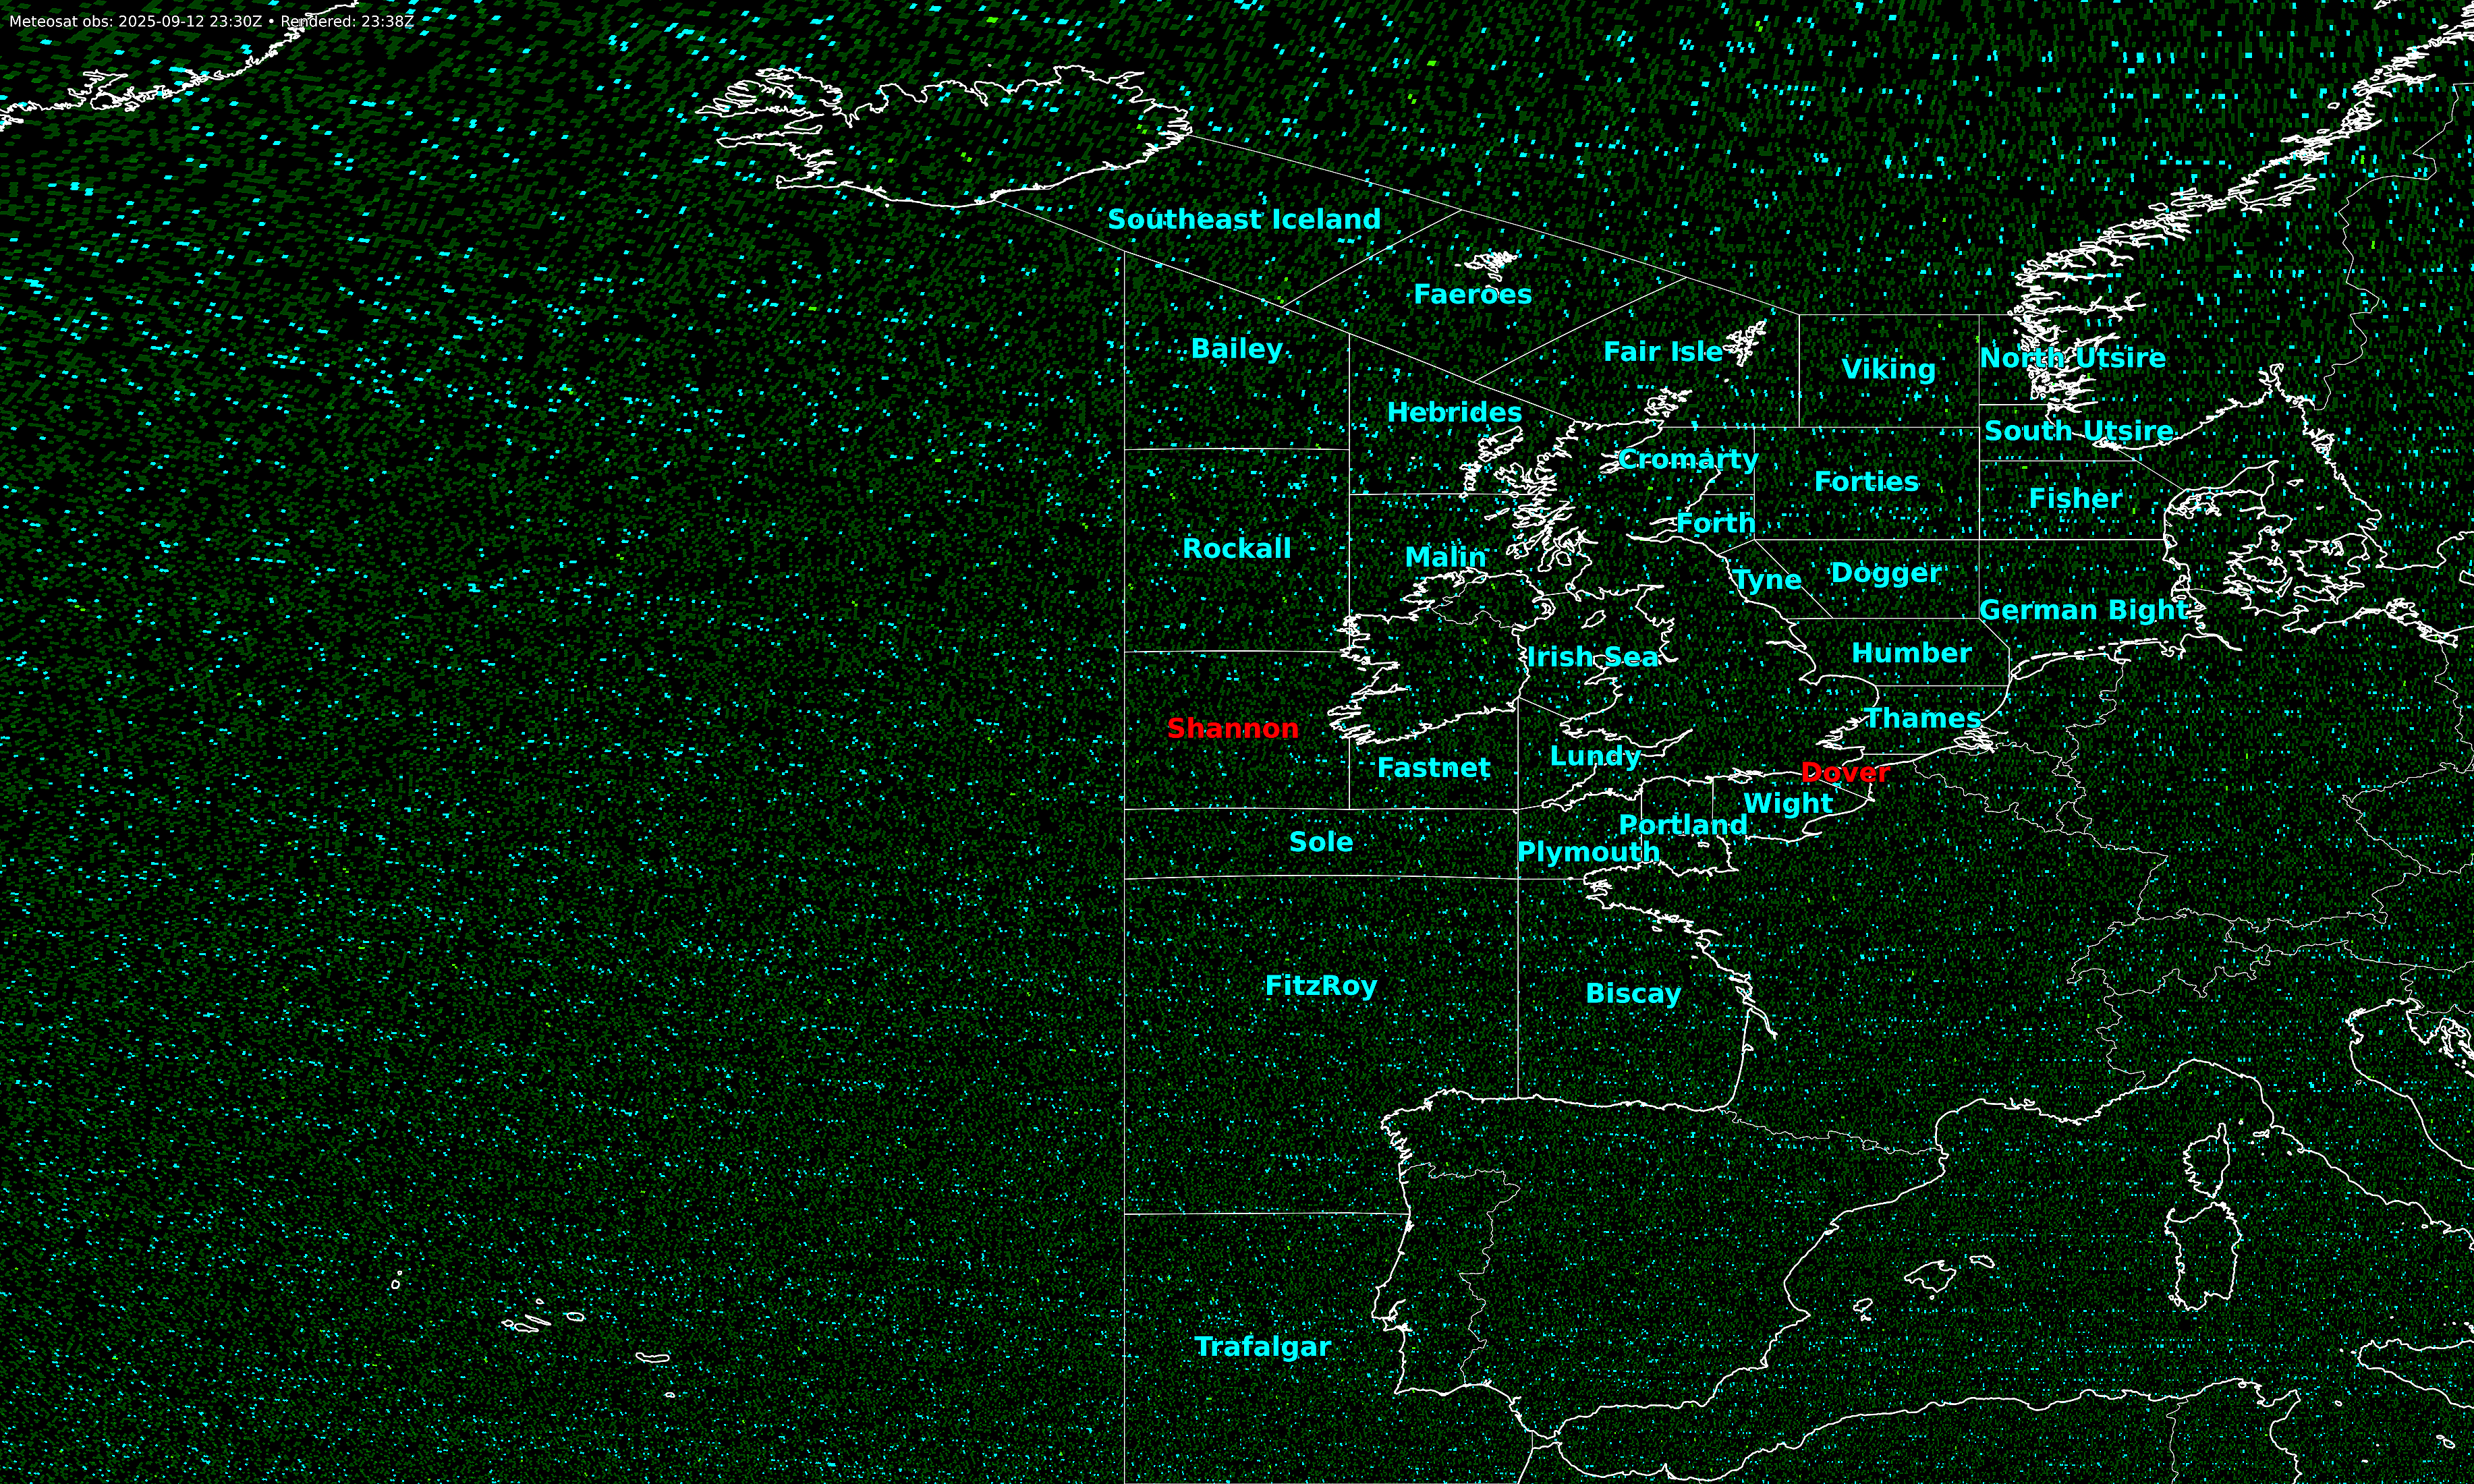 Meteosat obs: 2025-09-12 23:30Z • Rendered: 23:38Z
Southeast Iceland
Faeroes
Bailey
Fair Isle
Viking
North Utsire
Hebrides
South Utsire
Cromarty
Forties
Fisher
Forth
Rockall
Malin
Tyne
Dogger
German Bight
Irish Sea
Humber
Thames
Shannon
Lundy
Fastnet
Dover
Wight
Portland
Sole
Plymouth
FitzRoy
Biscay
Trafalgar